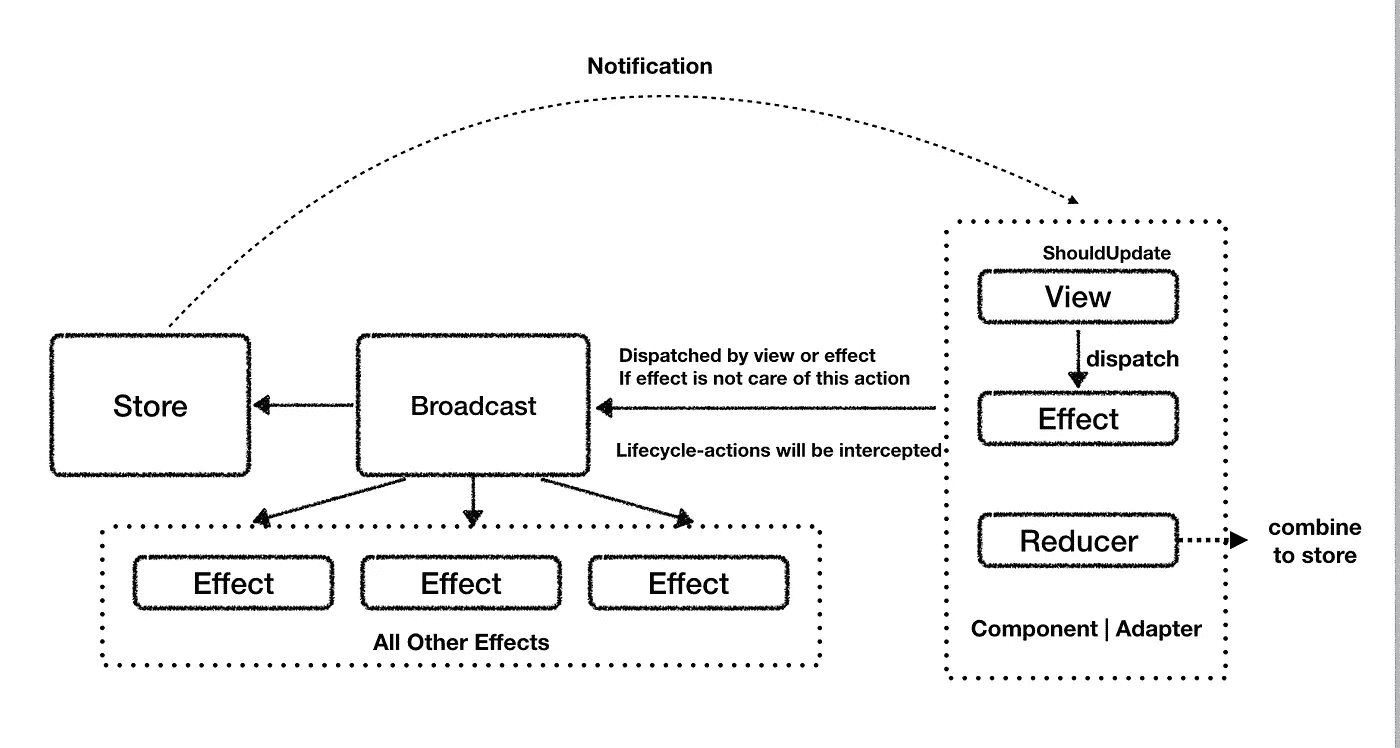 Notification
ShouldUpdate
View
dispatch
Effect
Dispatched by view or effect
If effect is not care of this action
Store
Broadcast
Lifecycle-actions will be intercepted
Reducer
combine
to store
Effect
Effect
Effect
All Other Effects
Component | Adapter